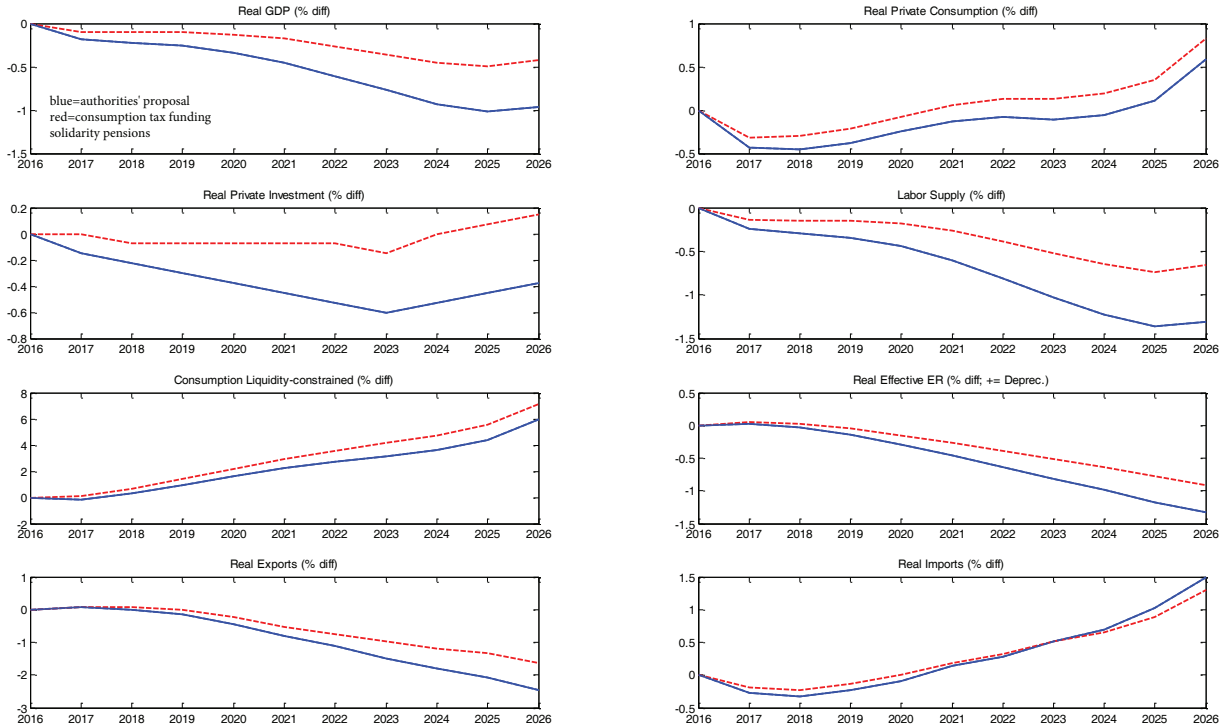 Real GDP (% diff)
0
-0.5
-1
-1.5
blue=authorities' proposal
red=consumption tax funding
solidarity pensions
2016 2017 2018 2019 2020 2021 2022 2023 2024 2025 2026
Real Private Consumption (% diff)
1
0.5
0
-0.5
2016 2017 2018 2019 2020 2021 2022 2023 2024 2025 2026
Real Private Investment (% diff)
0.2
0
-0.2
-0.4
-0.6
-0.8
2016 2017 2018 2019 2020 2021 2022 2023 2024 2025 2026
Labor Supply (% diff)
0
-0.5
-1
-1.5
2016 2017 2018 2019 2020 2021 2022 2023 2024 2025 2026
Consumption Liquidity-constrained (% diff)
8
6
4
2
0
-2
2016 2017 2018 2019 2020 2021 2022 2023 2024 2025 2026
Real Effective ER (% diff; += Deprec.)
0.5
0
-0.5
-1
-1.5
2016 2017 2018 2019 2020 2021 2022 2023 2024 2025 2026
Real Exports (% diff)
1
0
-1
-2
-3
2016 2017 2018 2019 2020 2021 2022 2023 2024 2025 2026
Real Imports (% diff)
1.5
1
0.5
0
-0.5
2016 2017 2018 2019 2020 2021 2022 2023 2024 2025 2026